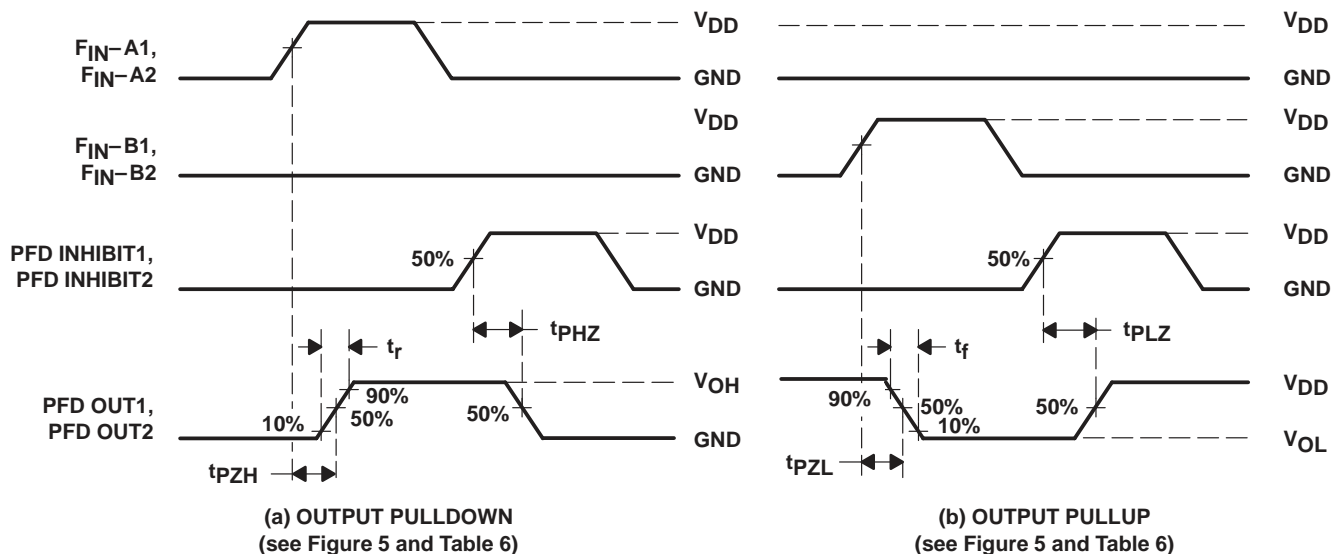 FIN–A1,
FIN–A2
VDD
GND
VDD
GND
FIN–B1,
FIN–B2
VDD
GND
VDD
GND
PFD INHIBIT1,
PFD INHIBIT2
50%
VDD
GND
50%
VDD
GND
tPHZ
tr
tPLZ
tf
PFD OUT1,
PFD OUT2
10%
90%
50%
50%
VOH
GND
90%
50%
10%
50%
VDD
VOL
tPZH
tPZL
(a) OUTPUT PULLDOWN
(see Figure 5 and Table 6)
(b) OUTPUT PULLUP
(see Figure 5 and Table 6)